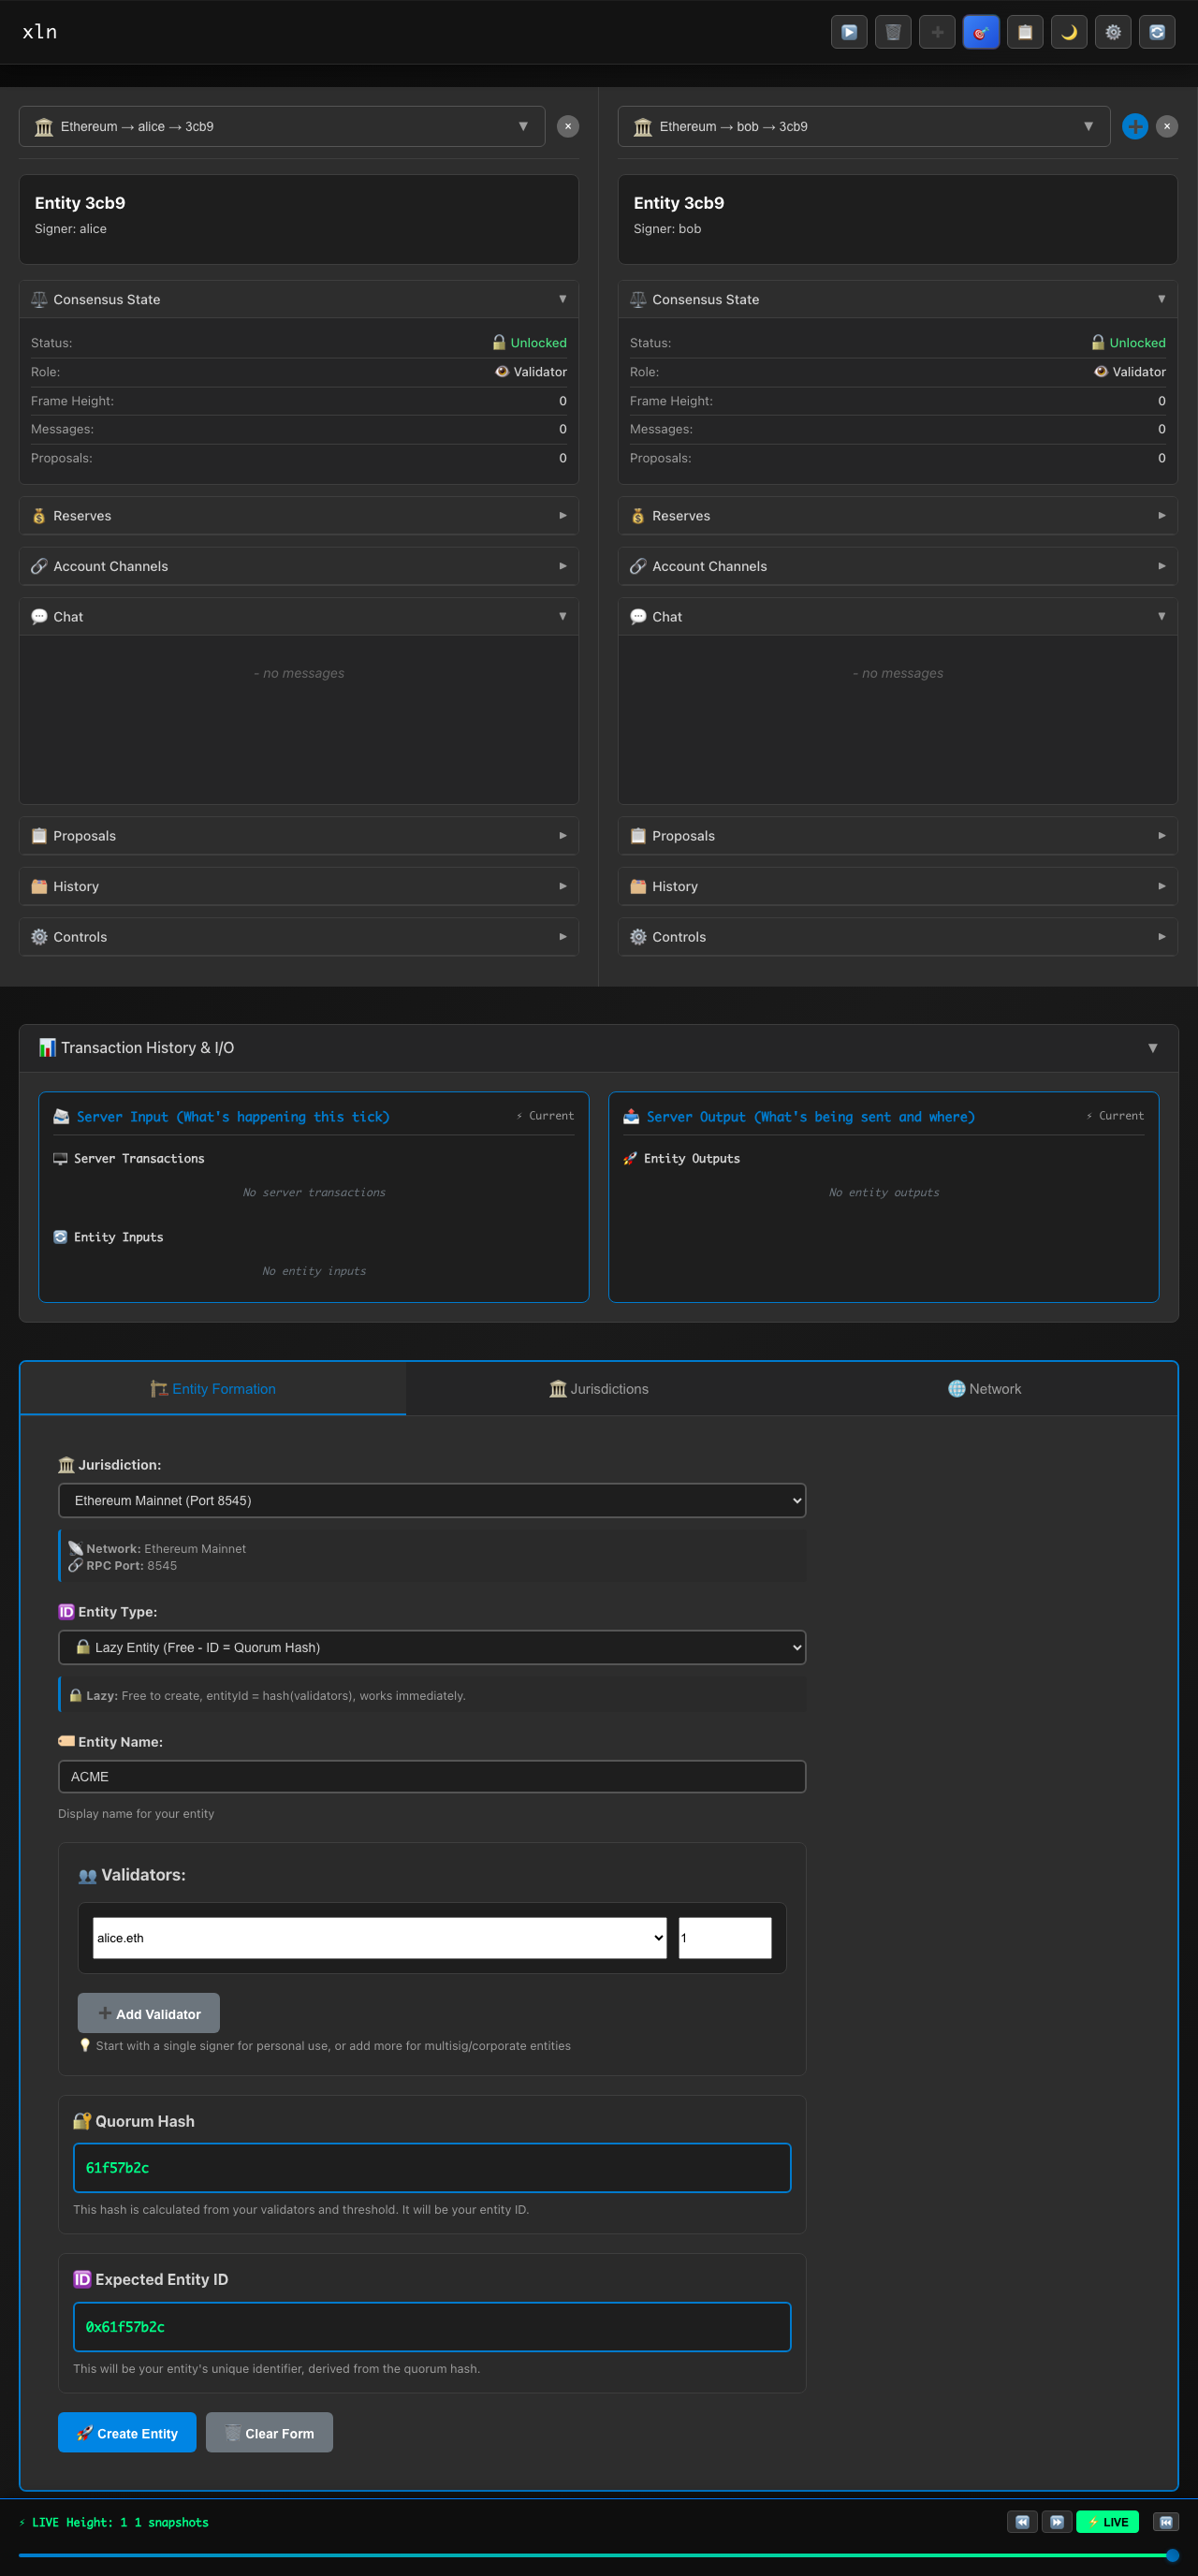 xln
Ethereum → alice → 3cb9
Entity 3cb9
Signer: alice
Consensus State
Status: Unlocked
Role: Validator
Frame Height: 0
Messages: 0
Proposals: 0
Reserves
Account Channels
Chat
- no messages
Proposals
History
Controls
Ethereum → bob → 3cb9
Entity 3cb9
Signer: bob
Consensus State
Status: Unlocked
Role: Validator
Frame Height: 0
Messages: 0
Proposals: 0
Reserves
Account Channels
Chat
- no messages
Proposals
History
Controls
Transaction History & I/O
Server Input (What's happening this tick) ⚡ Current
Server Transactions
No server transactions
Entity Inputs
No entity inputs
Server Output (What's being sent and where) ⚡ Current
Entity Outputs
No entity outputs
Entity Formation
Jurisdictions
Network
Jurisdiction:
Ethereum Mainnet (Port 8545)
Network: Ethereum Mainnet
RPC Port: 8545
Entity Type:
Lazy Entity (Free - ID = Quorum Hash)
Lazy: Free to create, entityId = hash(validators), works immediately.
Entity Name:
ACME
Display name for your entity
Validators:
alice.eth
1
Add Validator
Start with a single signer for personal use, or add more for multisig/corporate entities
Quorum Hash
61f57b2c
This hash is calculated from your validators and threshold. It will be your entity ID.
Expected Entity ID
0x61f57b2c
This will be your entity's unique identifier, derived from the quorum hash.
Create Entity
Clear Form
⚡ LIVE Height: 1 1 snapshots
⚡ LIVE